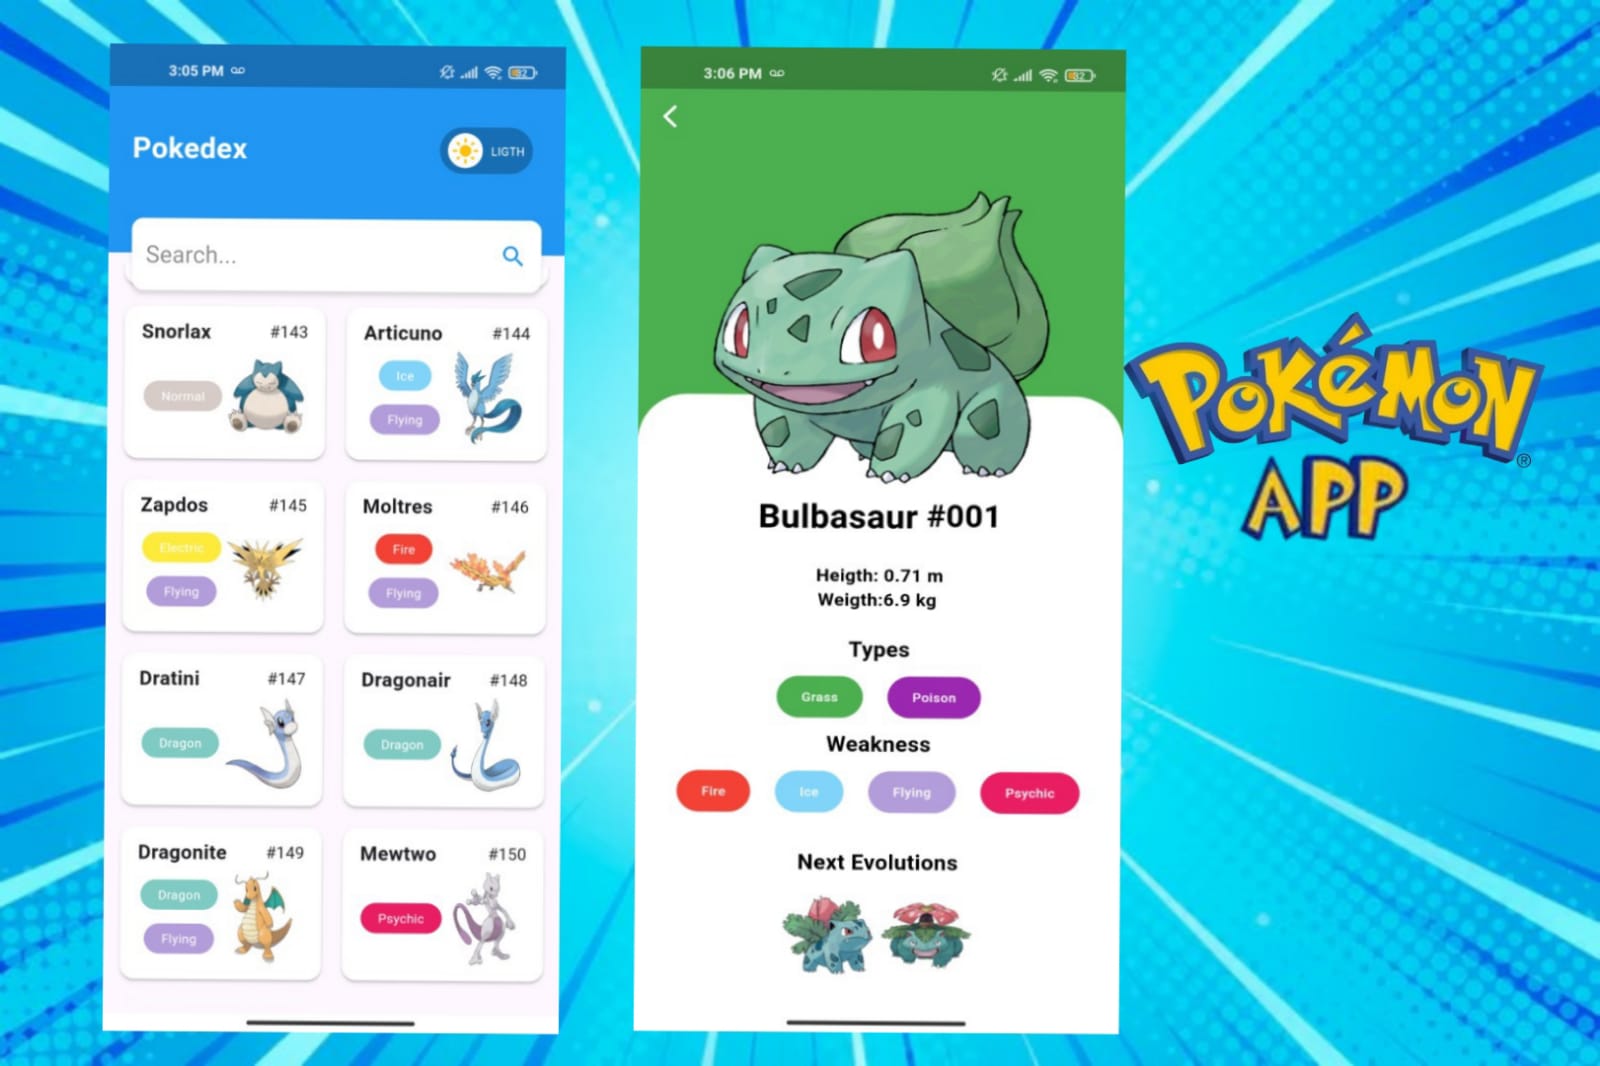 3:05 PM
82
Pokedex
LIGTH
Search...
Snorlax #143
Normal
Articuno #144
Ice
Flying
Zapdos #145
Electric
Flying
Moltres #146
Fire
Flying
Dratini #147
Dragon
Dragonair #148
Dragon
Dragonite #149
Dragon
Flying
Mewtwo #150
Psychic
3:06 PM
82
Bulbasaur #001
Heigth: 0.71 m
Weigth:6.9 kg
Types
Grass Poison
Weakness
Fire Ice Flying Psychic
Next Evolutions
POKéMON
®
APP